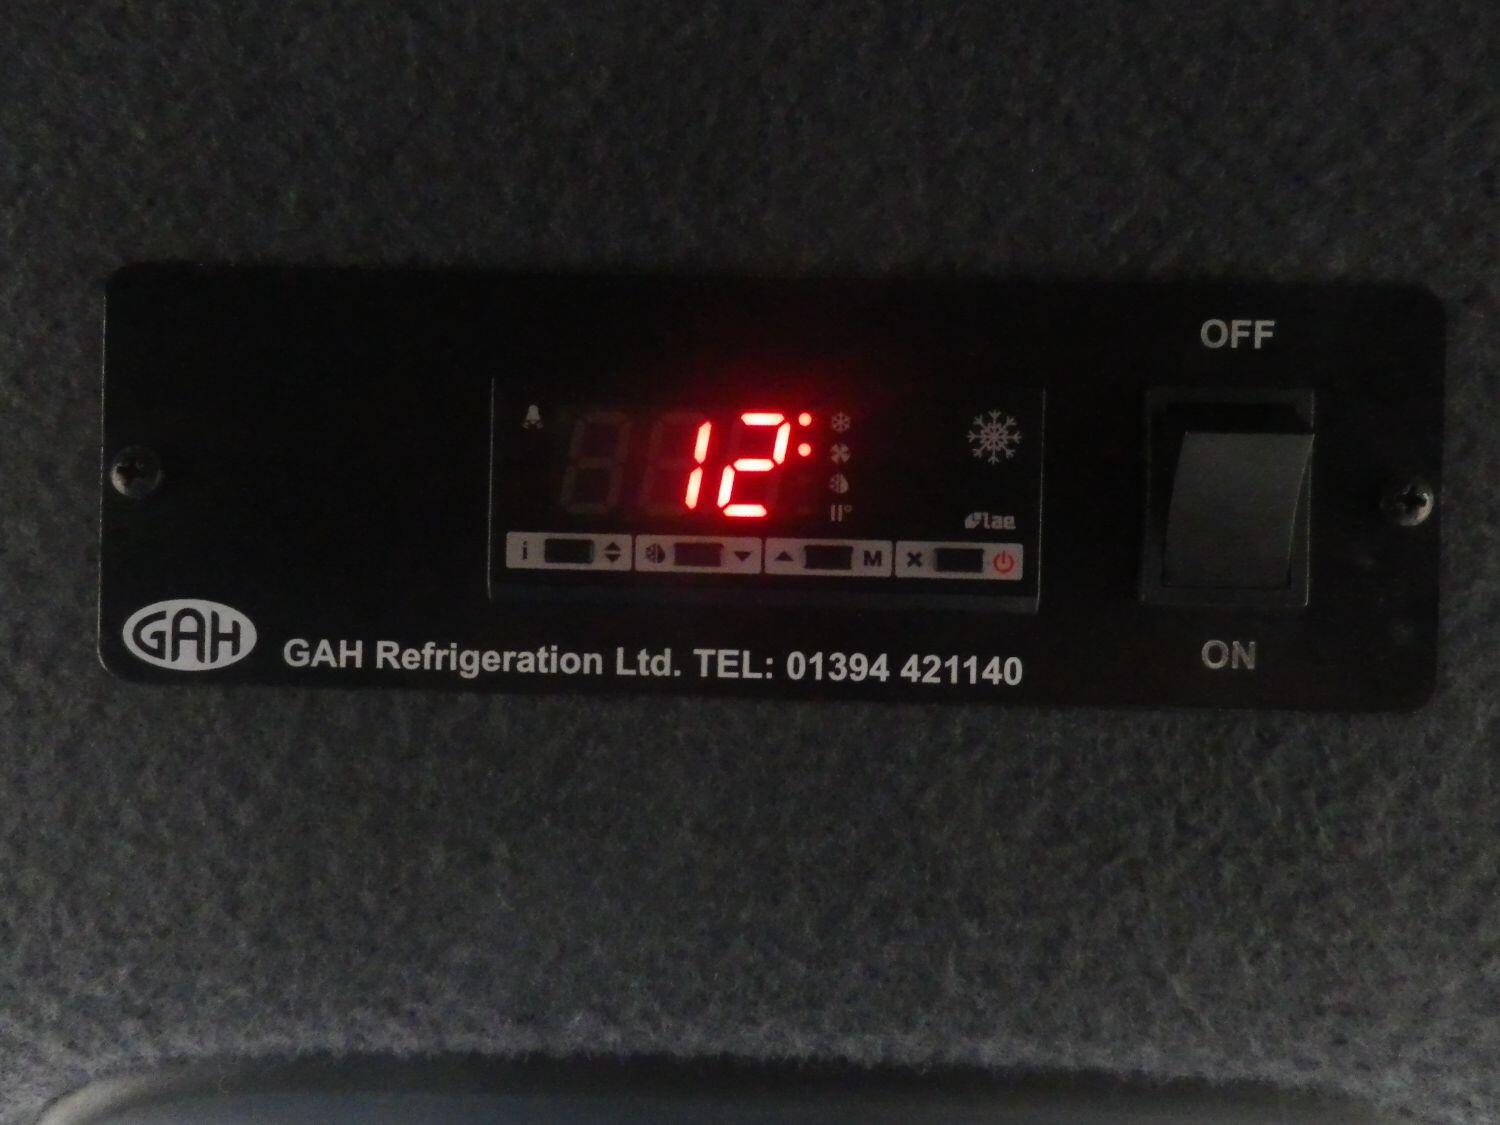 OFF
12
lae
i
M
GAH
GAH Refrigeration Ltd. TEL: 01394 421140
ON